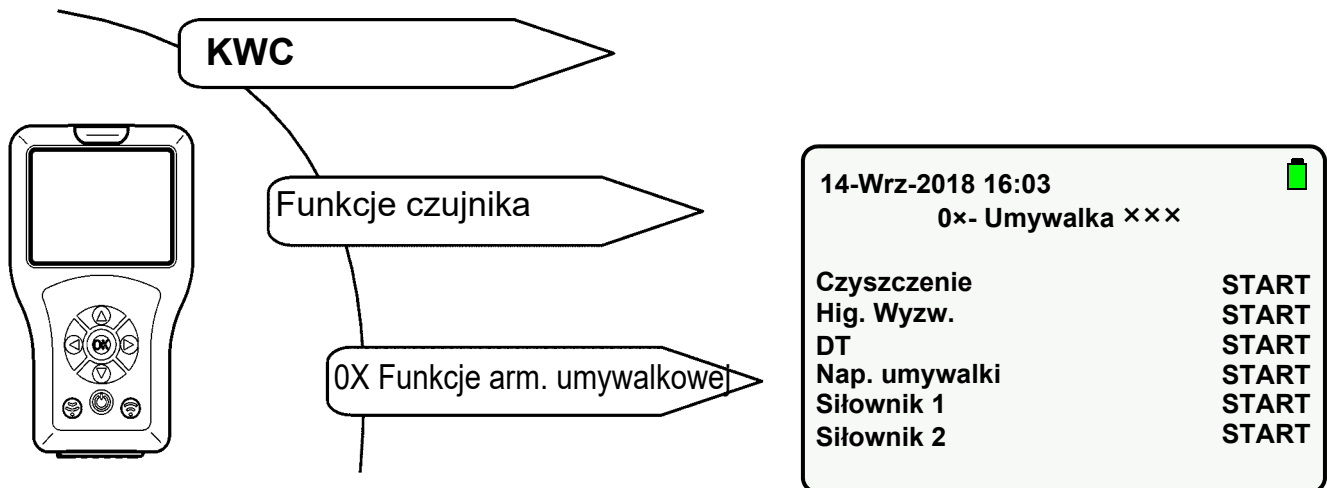 KWC
Funkcje czujnika
0X Funkcje arm. umywalkowej
OK
14-Wrz-2018 16:03
0×- Umywalka ×××
Czyszczenie START
Hig. Wyzw. START
DT START
Nap. umywalki START
Siłownik 1 START
Siłownik 2 START